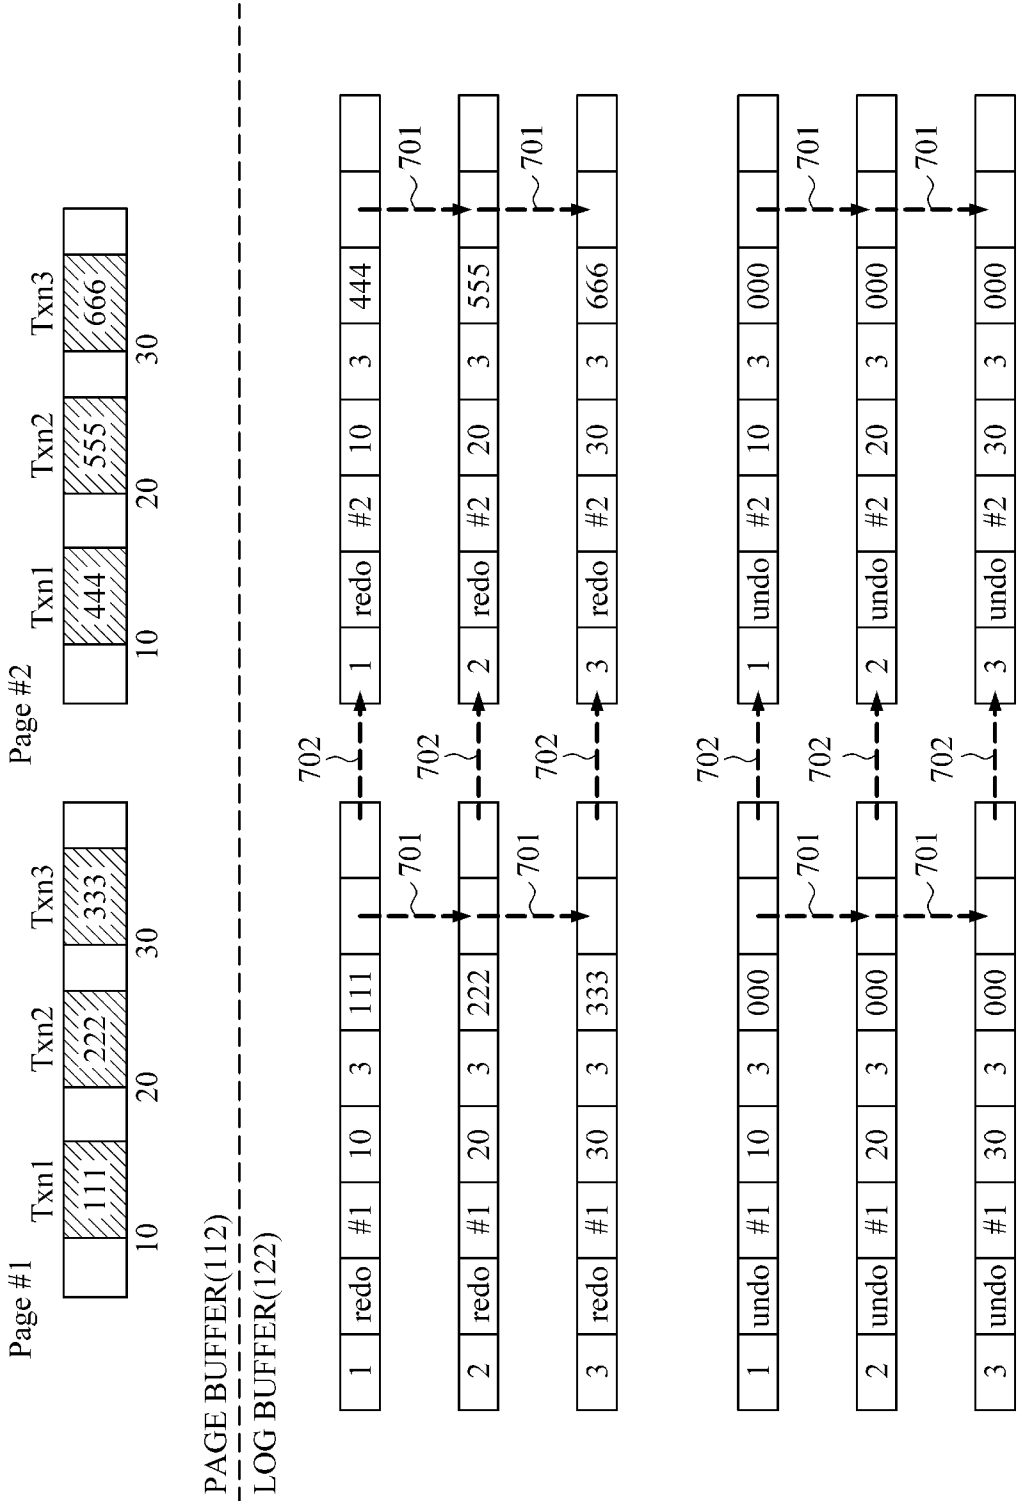 Page #1
Txn1 Txn2 Txn3
111 222 333
10 20 30
Page #2
Txn1 Txn2 Txn3
444 555 666
10 20 30
PAGE BUFFER(112)
LOG BUFFER(122)
702
1 redo #1 10 3 111
1 redo #2 10 3 444
701 701
702
2 redo #1 20 3 222
2 redo #2 20 3 555
701 701
702
3 redo #1 30 3 333
3 redo #2 30 3 666
702
1 undo #1 10 3 000
1 undo #2 10 3 000
701 701
702
2 undo #1 20 3 000
2 undo #2 20 3 000
701 701
702
3 undo #1 30 3 000
3 undo #2 30 3 000